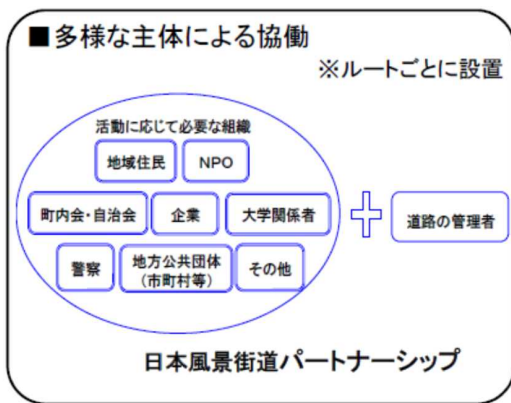 ■多様な主体による協働
※ルートごとに設置
活動に応じて必要な組織
地域住民
NPO
町内会・自治会
企業
大学関係者
道路の管理者
警察
地方公共団体
(市町村等)
その他
日本風景街道パートナーシップ